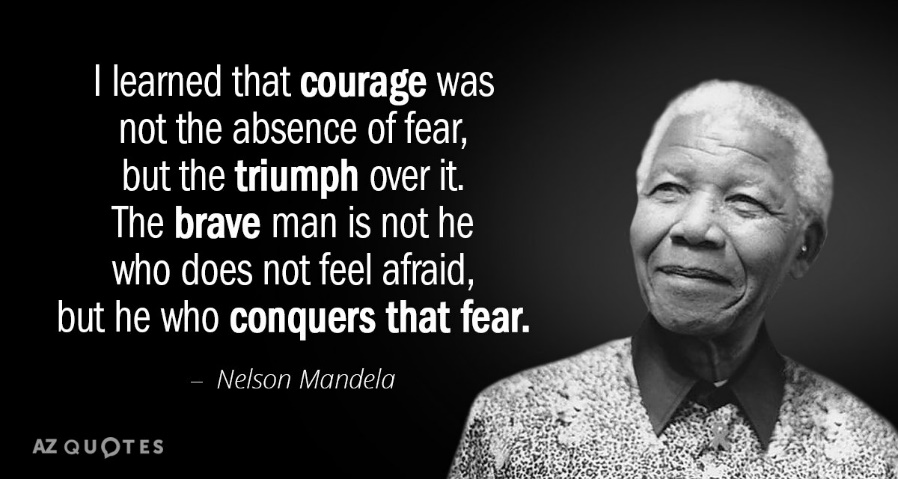 I learned that courage was
not the absence of fear,
but the triumph over it.
The brave man is not he
who does not feel afraid,
but he who conquers that fear.
– Nelson Mandela
AZ QUOTES